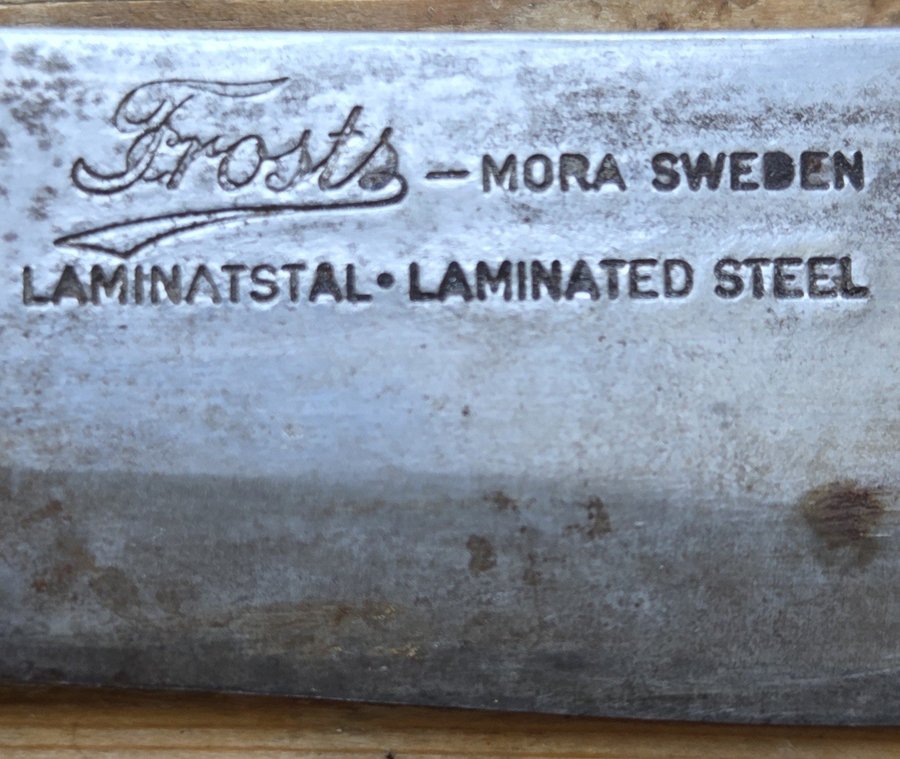 Frosts – MORA SWEDEN
LAMINATSTAL • LAMINATED STEEL